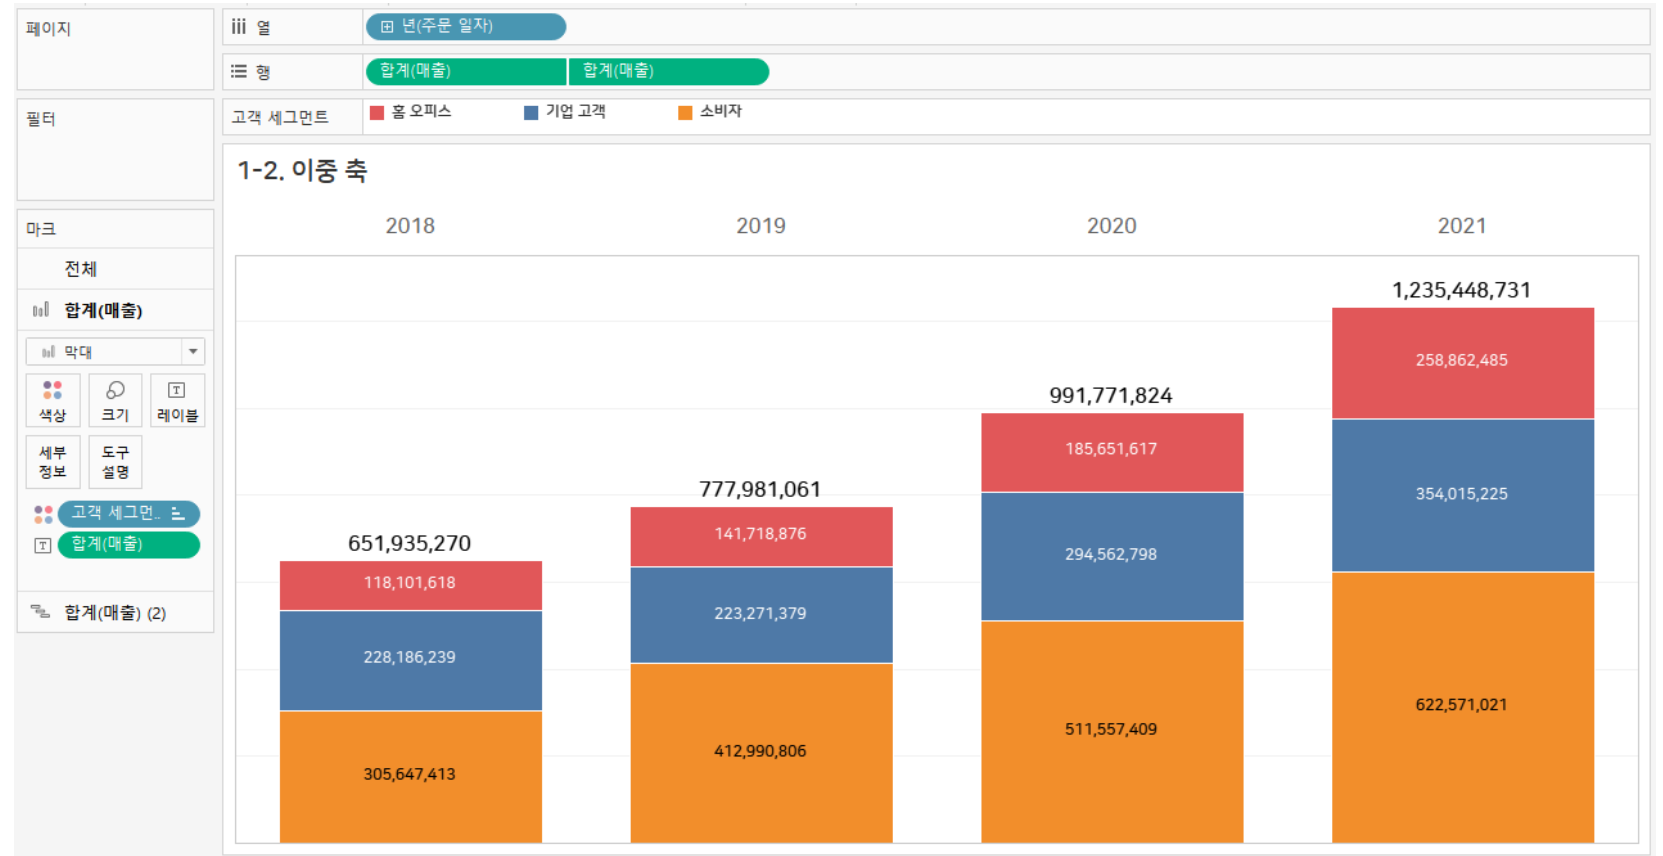 페이지
iii 열
년(주문 일자)
행
합계(매출) 합계(매출)
필터
고객 세그먼트
홈 오피스 기업 고객 소비자
1-2. 이중 축
마크
전체
합계(매출)
막대
색상 크기 레이블
세부 정보
도구 설명
고객 세그먼..
합계(매출)
합계(매출) (2)
2018 2019 2020 2021
1,235,448,731
258,862,485
354,015,225
622,571,021
991,771,824
185,651,617
294,562,798
511,557,409
777,981,061
141,718,876
223,271,379
412,990,806
651,935,270
118,101,618
228,186,239
305,647,413